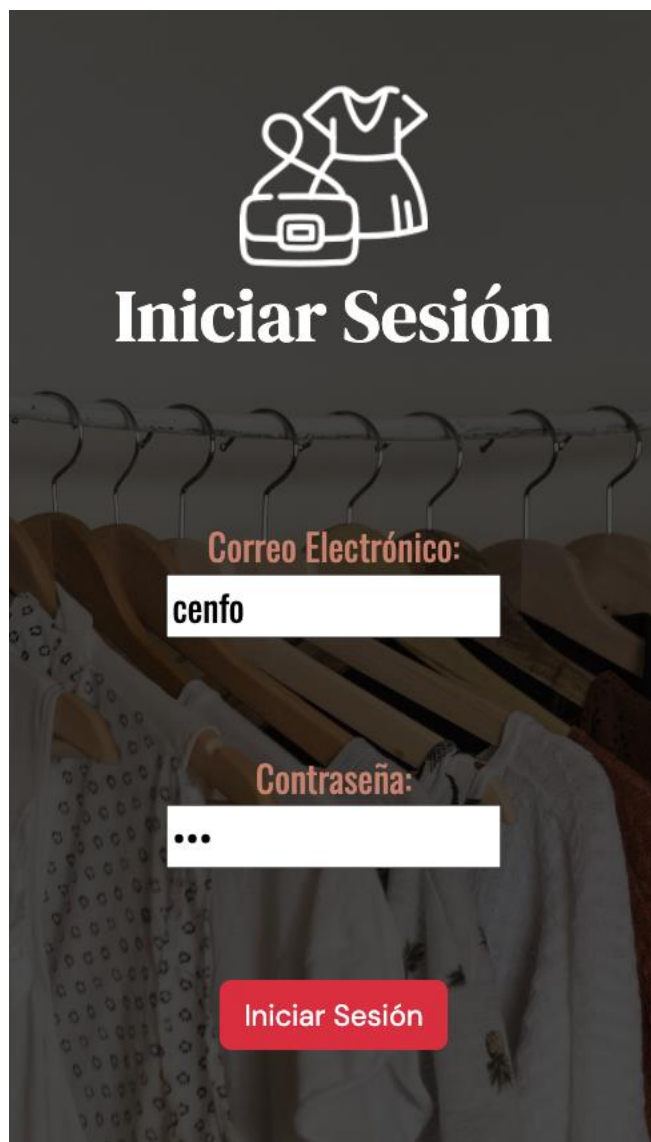 Iniciar Sesión
Correo Electrónico:
cenfo
Contraseña:
•••
Iniciar Sesión